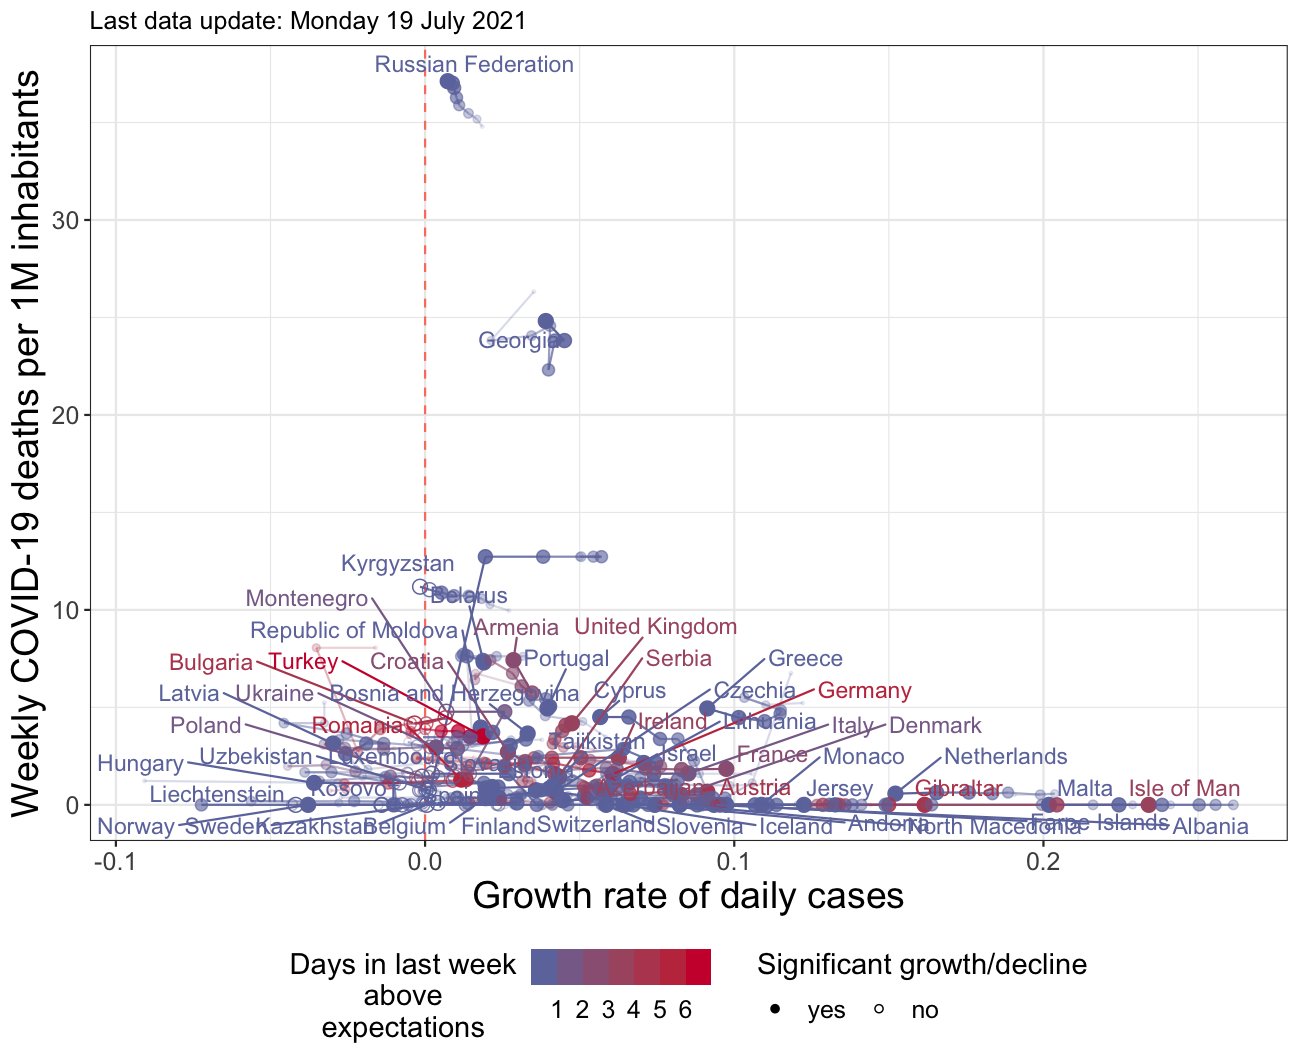 Last data update: Monday 19 July 2021
Weekly COVID-19 deaths per 1M inhabitants
30
20
10
0
Russian Federation
Georgia
Kyrgyzstan
Belarus
Montenegro
Republic of Moldova
Armenia
United Kingdom
Bulgaria
Turkey
Croatia
Portugal
Serbia
Greece
Latvia
Ukraine
Bosnia and Herzegovina
Cyprus
Czechia
Germany
Poland
Romania
Ireland
Lithuania
Italy
Denmark
Tajikistan
Hungary
Uzbekistan
Luxembourg
Slovakia
Estonia
Israel
France
Monaco
Netherlands
Liechtenstein
Kosovo
Spain
Azerbaijan
Austria
Jersey
Gibraltar
Malta
Isle of Man
Norway
Sweden
Kazakhstan
Belgium
Finland
Switzerland
Slovenia
Iceland
Andorra
North Macedonia
Faroe Islands
Albania
-0.1
0.0
0.1
0.2
Growth rate of daily cases
Days in last week
above
expectations
1 2 3 4 5 6
Significant growth/decline
yes
no